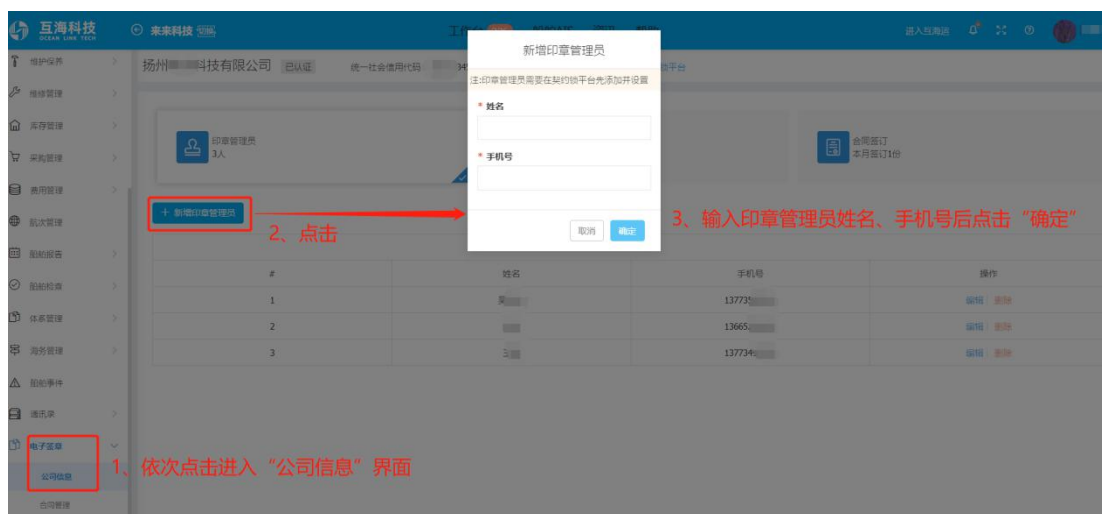 互海科技
OCEAN LINK TECH
来来科技
进入互海运
维护保养
维修管理
库存管理
采购管理
费用管理
航次管理
船舶报告
船舶检查
体系管理
海务管理
船舶事件
通讯录
电子签章
公司信息
合同管理
扬州
科技有限公司 已认证 统一社会信用代码
锁平台
印章管理员
3人
合同签订
本月签订1份
+ 新增印章管理员
新增印章管理员
注:印章管理员需要在契约锁平台先添加并设置
* 姓名
* 手机号
取消 确定
1、依次点击进入“公司信息”界面
2、点击
3、输入印章管理员姓名、手机号后点击“确定”
# 姓名 手机号 操作
1 13773 编辑 删除
2 13665 编辑 删除
3 137734 编辑 删除